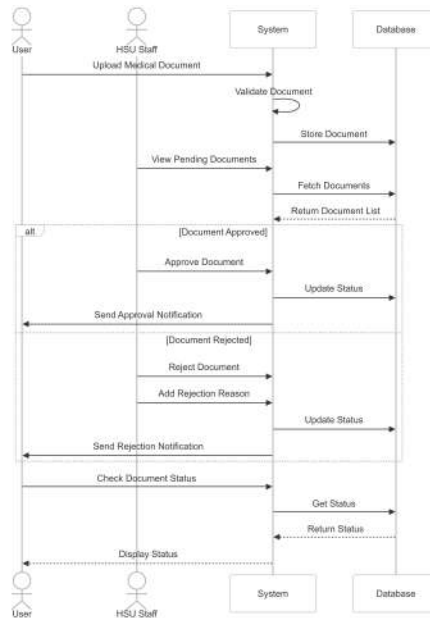 User
HSU Staff
System
Database
Upload Medical Document
Validate Document
Store Document
View Pending Documents
Fetch Documents
Return Document List
alt
[Document Approved]
Approve Document
Update Status
Send Approval Notification
[Document Rejected]
Reject Document
Add Rejection Reason
Update Status
Send Rejection Notification
Check Document Status
Get Status
Return Status
Display Status
User
HSU Staff
System
Database